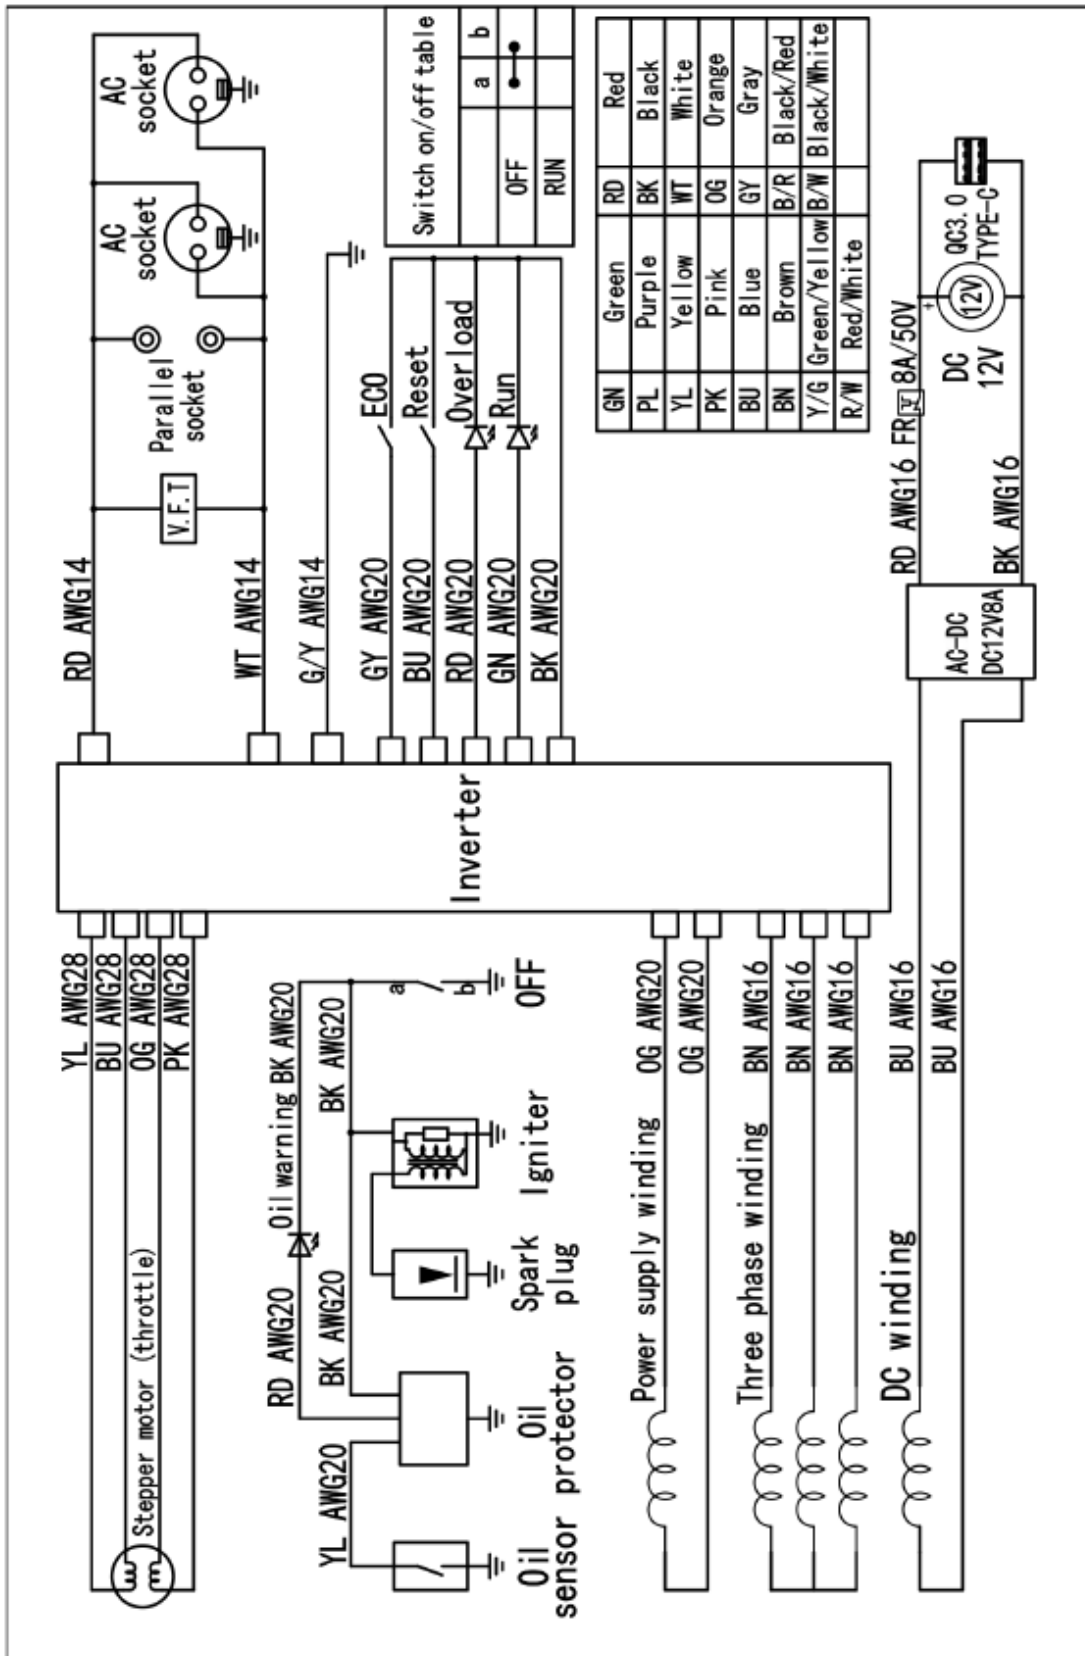 AC
socket
AC
socket
Parallel
socket
V.F.T
RD AWG14
WT AWG14
G/Y AWG14
GY AWG20
BU AWG20
RD AWG20
GN AWG20
BK AWG20
ECO
Reset
Overload
Run
Switch on/off table
a b
OFF
RUN
GN Green RD Red
PL Purple BK Black
YL Yellow WT White
PK Pink OG Orange
BU Blue GY Gray
BN Brown B/R Black/Red
Y/G Green/Yellow B/W Black/White
R/W Red/White
Inverter
YL AWG28
BU AWG28
OG AWG28
PK AWG28
Stepper motor (throttle)
RD AWG20
Oil warning BK AWG20
BK AWG20
BK AWG20
YL AWG20
a
b
OFF
Igniter
Spark
plug
Oil
protector
Oil
sensor
Power supply winding
OG AWG20
OG AWG20
Three phase winding
BN AWG16
BN AWG16
BN AWG16
DC winding
BU AWG16
BU AWG16
AC-DC
DC12V8A
RD AWG16 FR 8A/50V
BK AWG16
DC
12V
+
12V
QC3.0
TYPE-C